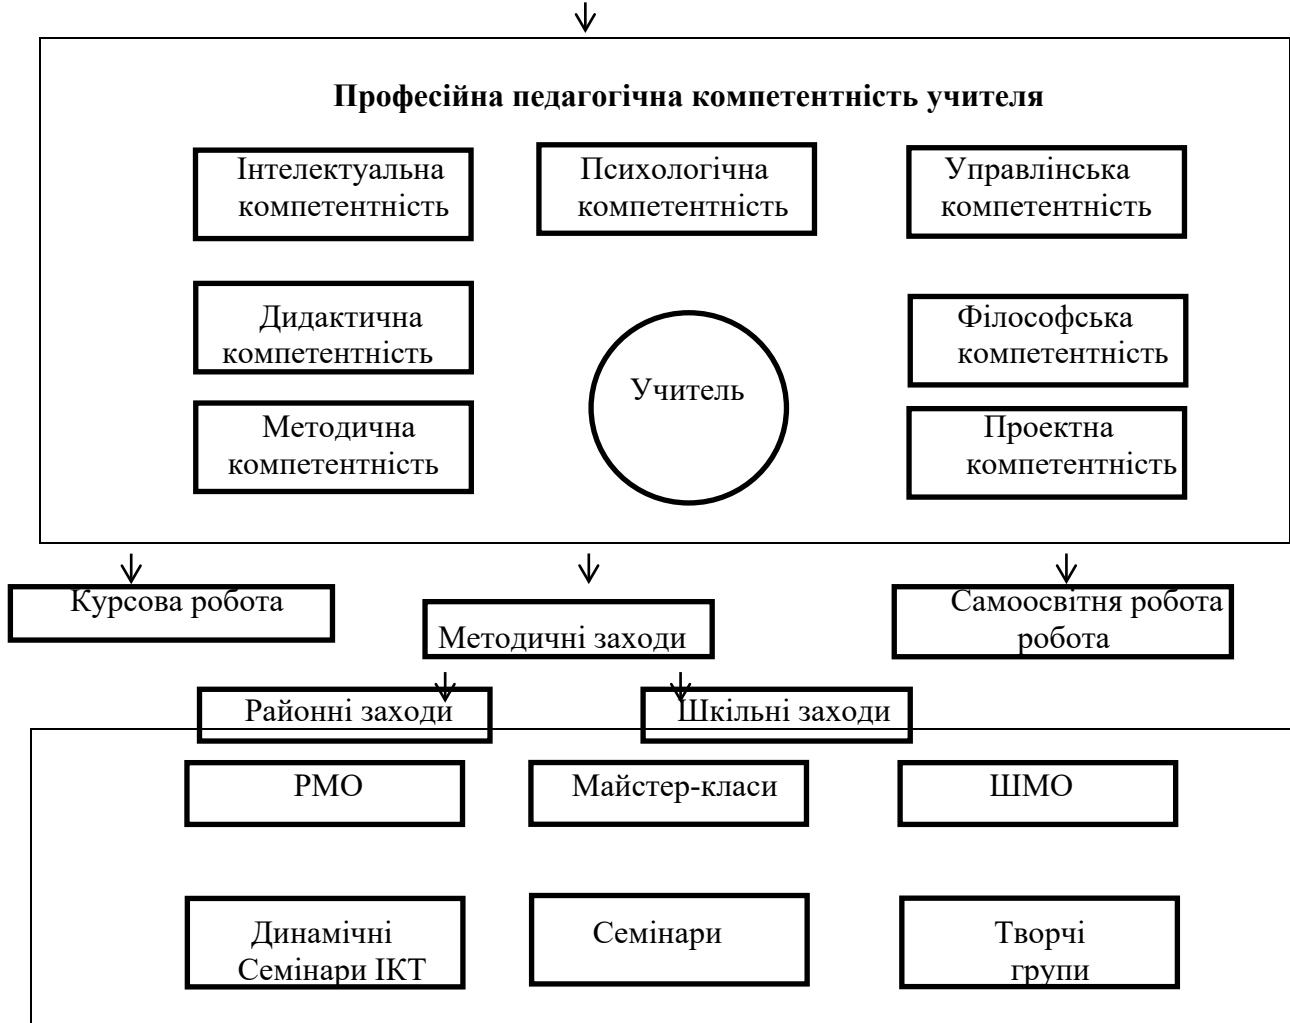 Професійна педагогічна компетентність учителя
Інтелектуальна
компетентність
Психологічна
компетентність
Управлінська
компетентність
Дидактична
компетентність
Філософська
компетентність
Учитель
Методична
компетентність
Проектна
компетентність
Курсова робота
Методичні заходи
Самоосвітня робота
робота
Районні заходи
Шкільні заходи
РМО
Майстер-класи
ШМО
Динамічні
Семінари ІКТ
Семінари
Творчі
групи